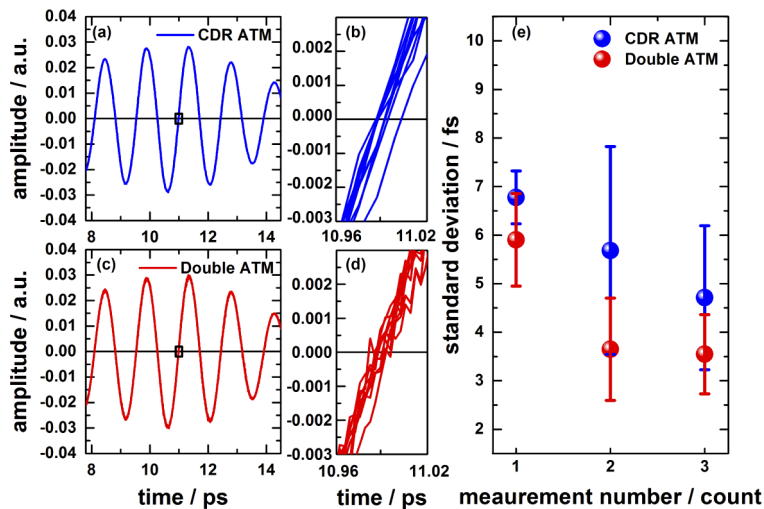 (a) CDR ATM
amplitude / a.u.
0.04
0.03
0.02
0.01
0.00
-0.01
-0.02
-0.03
-0.04
8 10 12 14
(b)
0.002
0.001
0.000
-0.001
-0.002
-0.003
10.96 11.02
(c) Double ATM
amplitude / a.u.
0.04
0.03
0.02
0.01
0.00
-0.01
-0.02
-0.03
-0.04
8 10 12 14
time / ps
(d)
0.002
0.001
0.000
-0.001
-0.002
-0.003
10.96 11.02
time / ps
(e)
CDR ATM
Double ATM
standard deviation / fs
10
9
8
7
6
5
4
3
2
1 2 3
meaurement number / count